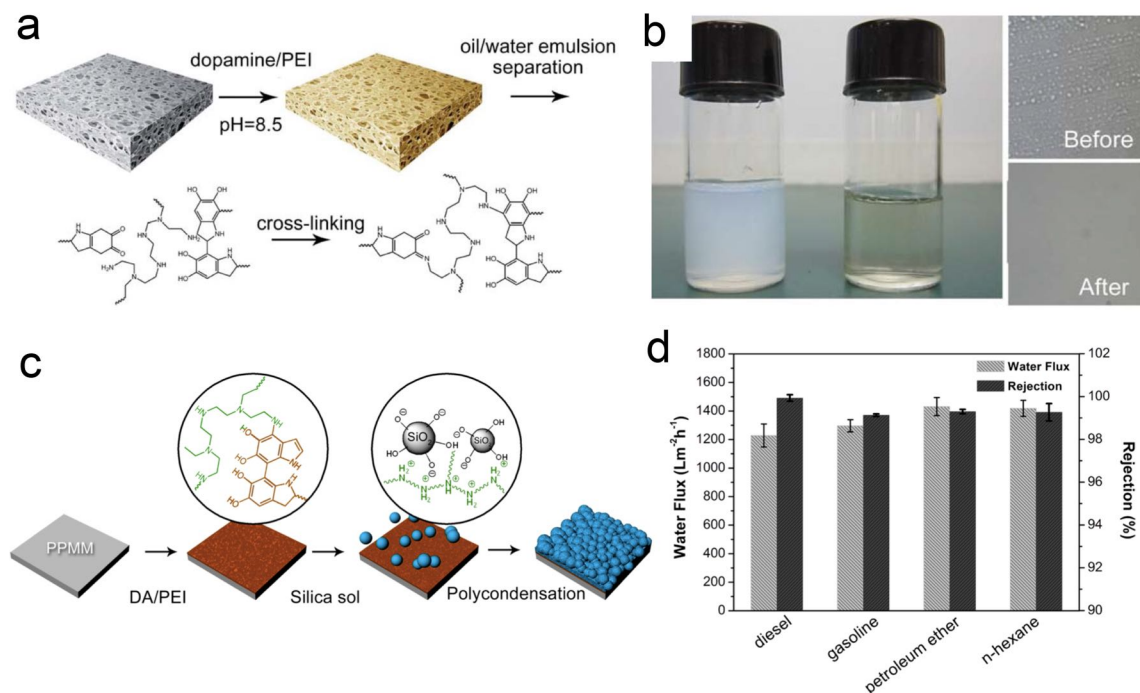 a
dopamine/PEI
pH=8.5
oil/water emulsion
separation
cross-linking
b
Before
After
c
PPMM
DA/PEI
Silica sol
Polycondensation
SiO
SiO
d
Water Flux
Rejection
Water Flux (Lm⁻²h⁻¹)
1800
1600
1400
1200
1000
800
600
400
200
0
Rejection (%)
102
100
98
96
94
92
90
diesel
gasoline
petroleum ether
n-hexane